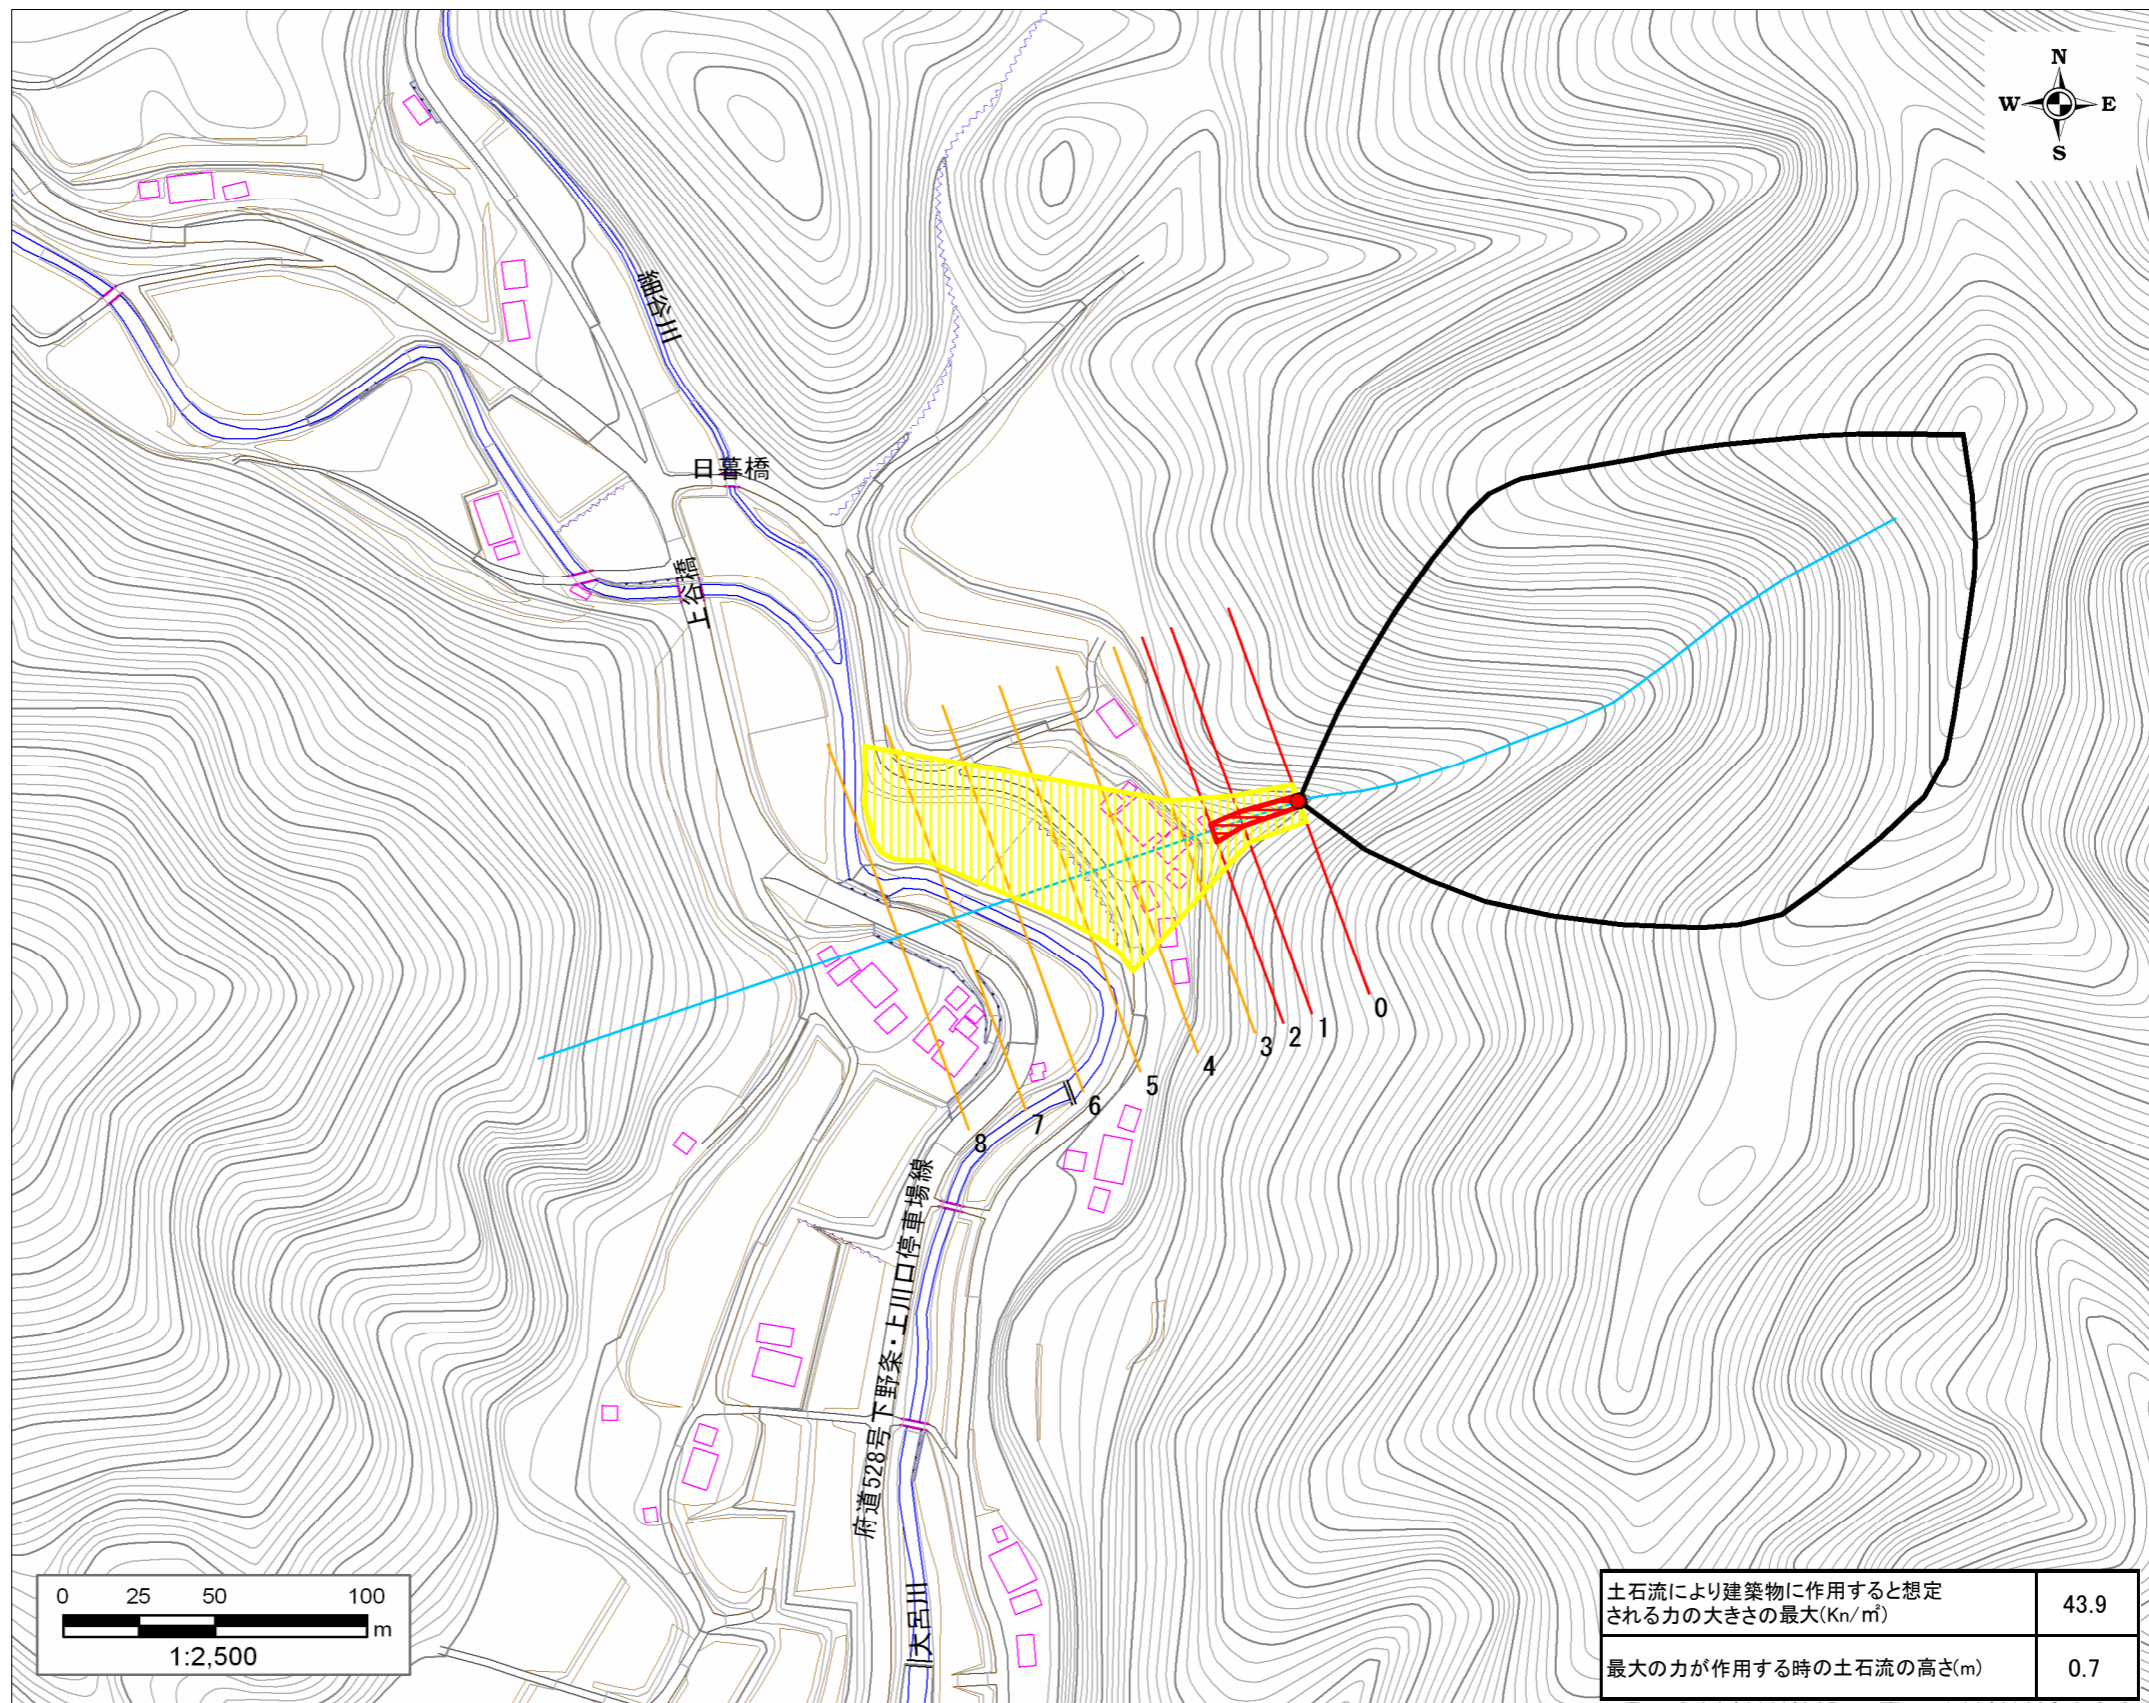 N
W E
S
日暮橋
上谷橋
0
1
2
3
4
5
6
7
8
府道528号下野条・上川口停車場線
大呂川
0 25 50 100
m
1:2,500
土石流により建築物に作用すると想定
される力の大きさの最大(Kn/㎡)
43.9
最大の力が作用する時の土石流の高さ(m)
0.7